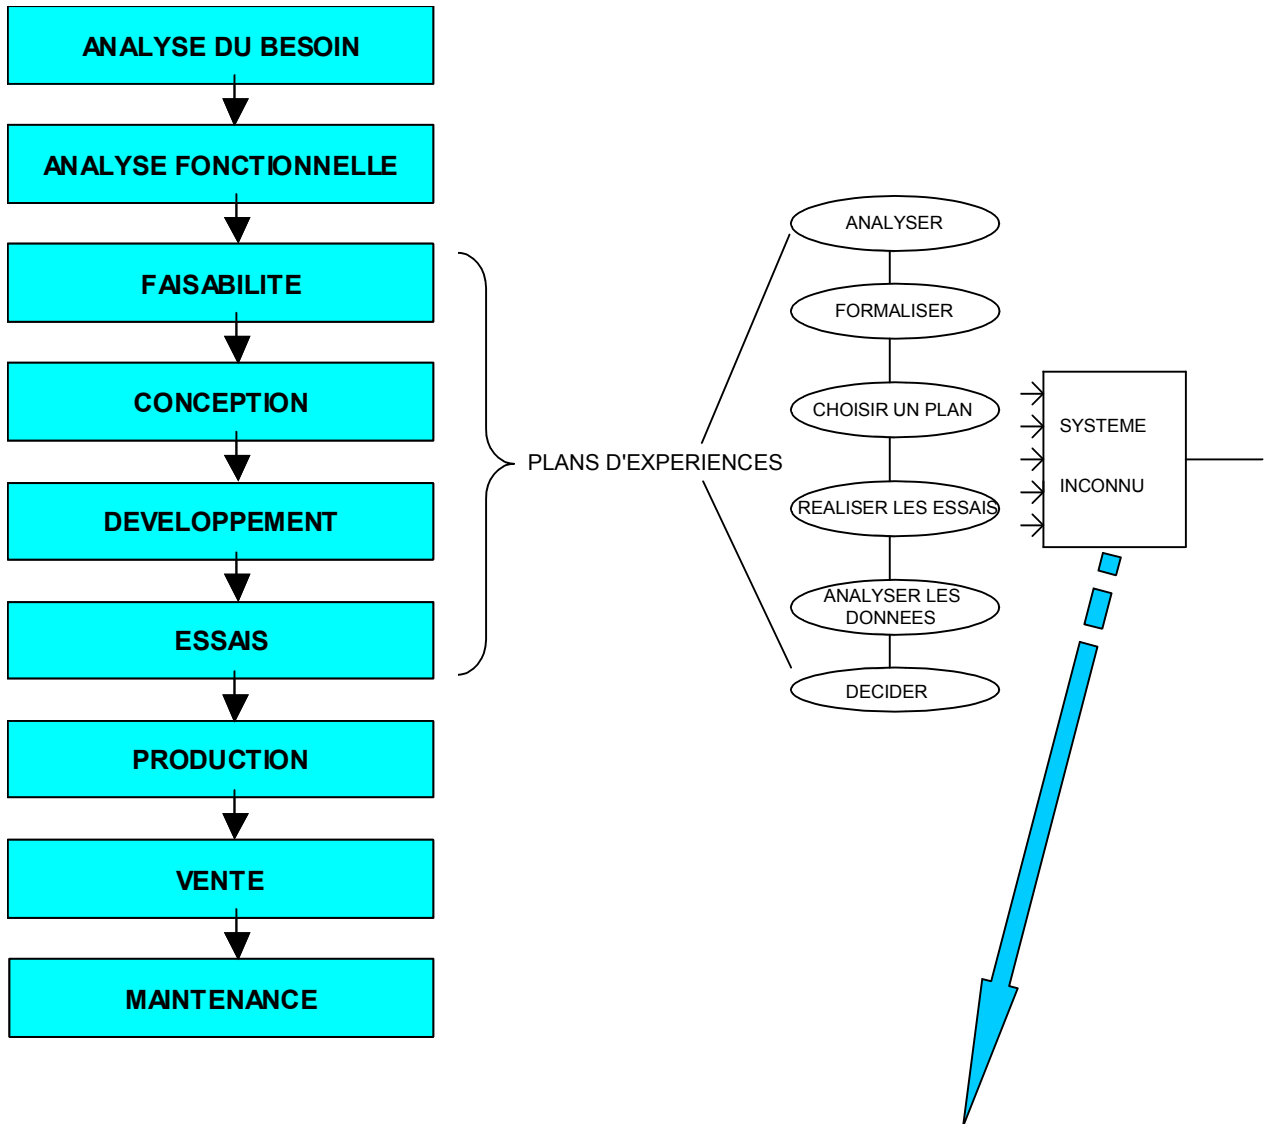 ANALYSE DU BESOIN
ANALYSE FONCTIONNELLE
FAISABILITE
CONCEPTION
DEVELOPPEMENT
ESSAIS
PRODUCTION
VENTE
MAINTENANCE
PLANS D'EXPERIENCES
ANALYSER
FORMALISER
CHOISIR UN PLAN
REALISER LES ESSAIS
ANALYSER LES
DONNEES
DECIDER
SYSTEME
INCONNU